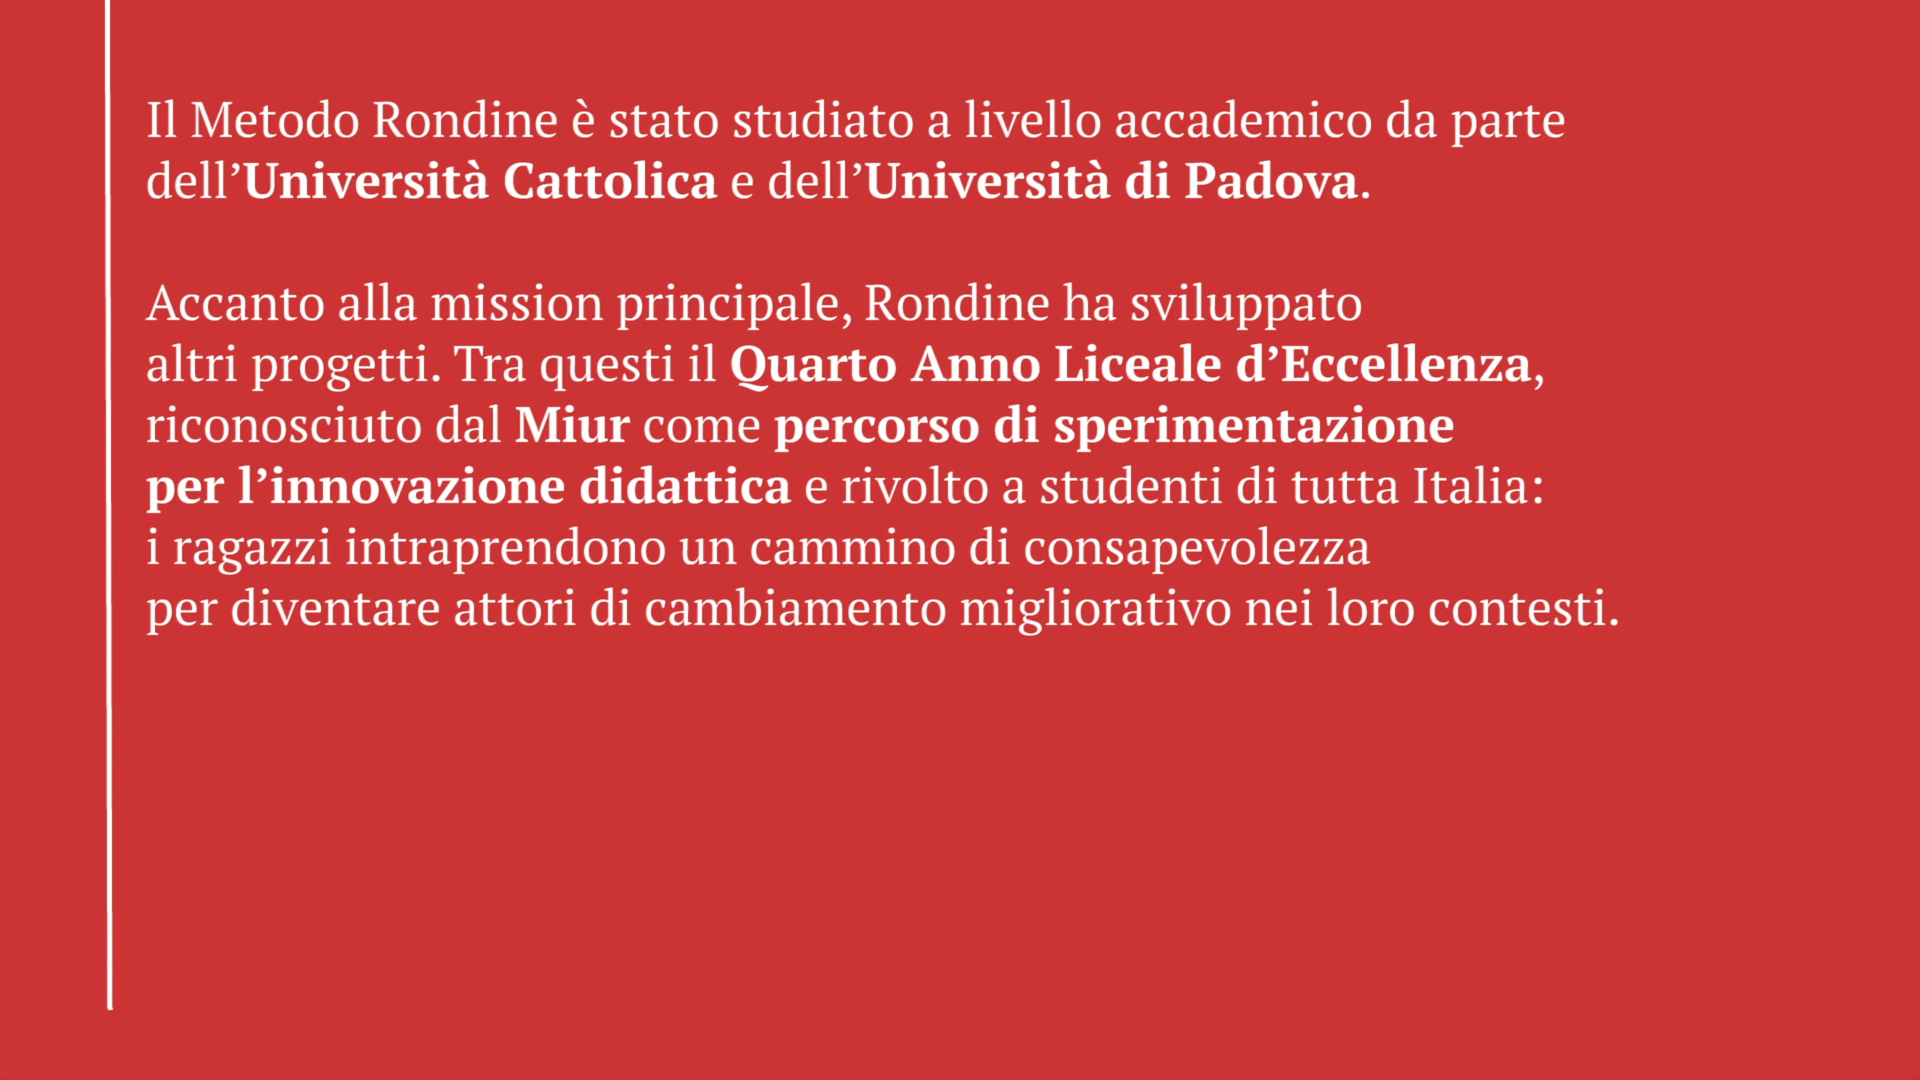 Il Metodo Rondine è stato studiato a livello accademico da parte
dell’Università Cattolica e dell’Università di Padova.
Accanto alla mission principale, Rondine ha sviluppato
altri progetti. Tra questi il Quarto Anno Liceale d’Eccellenza,
riconosciuto dal Miur come percorso di sperimentazione
per l’innovazione didattica e rivolto a studenti di tutta Italia:
i ragazzi intraprendono un cammino di consapevolezza
per diventare attori di cambiamento migliorativo nei loro contesti.